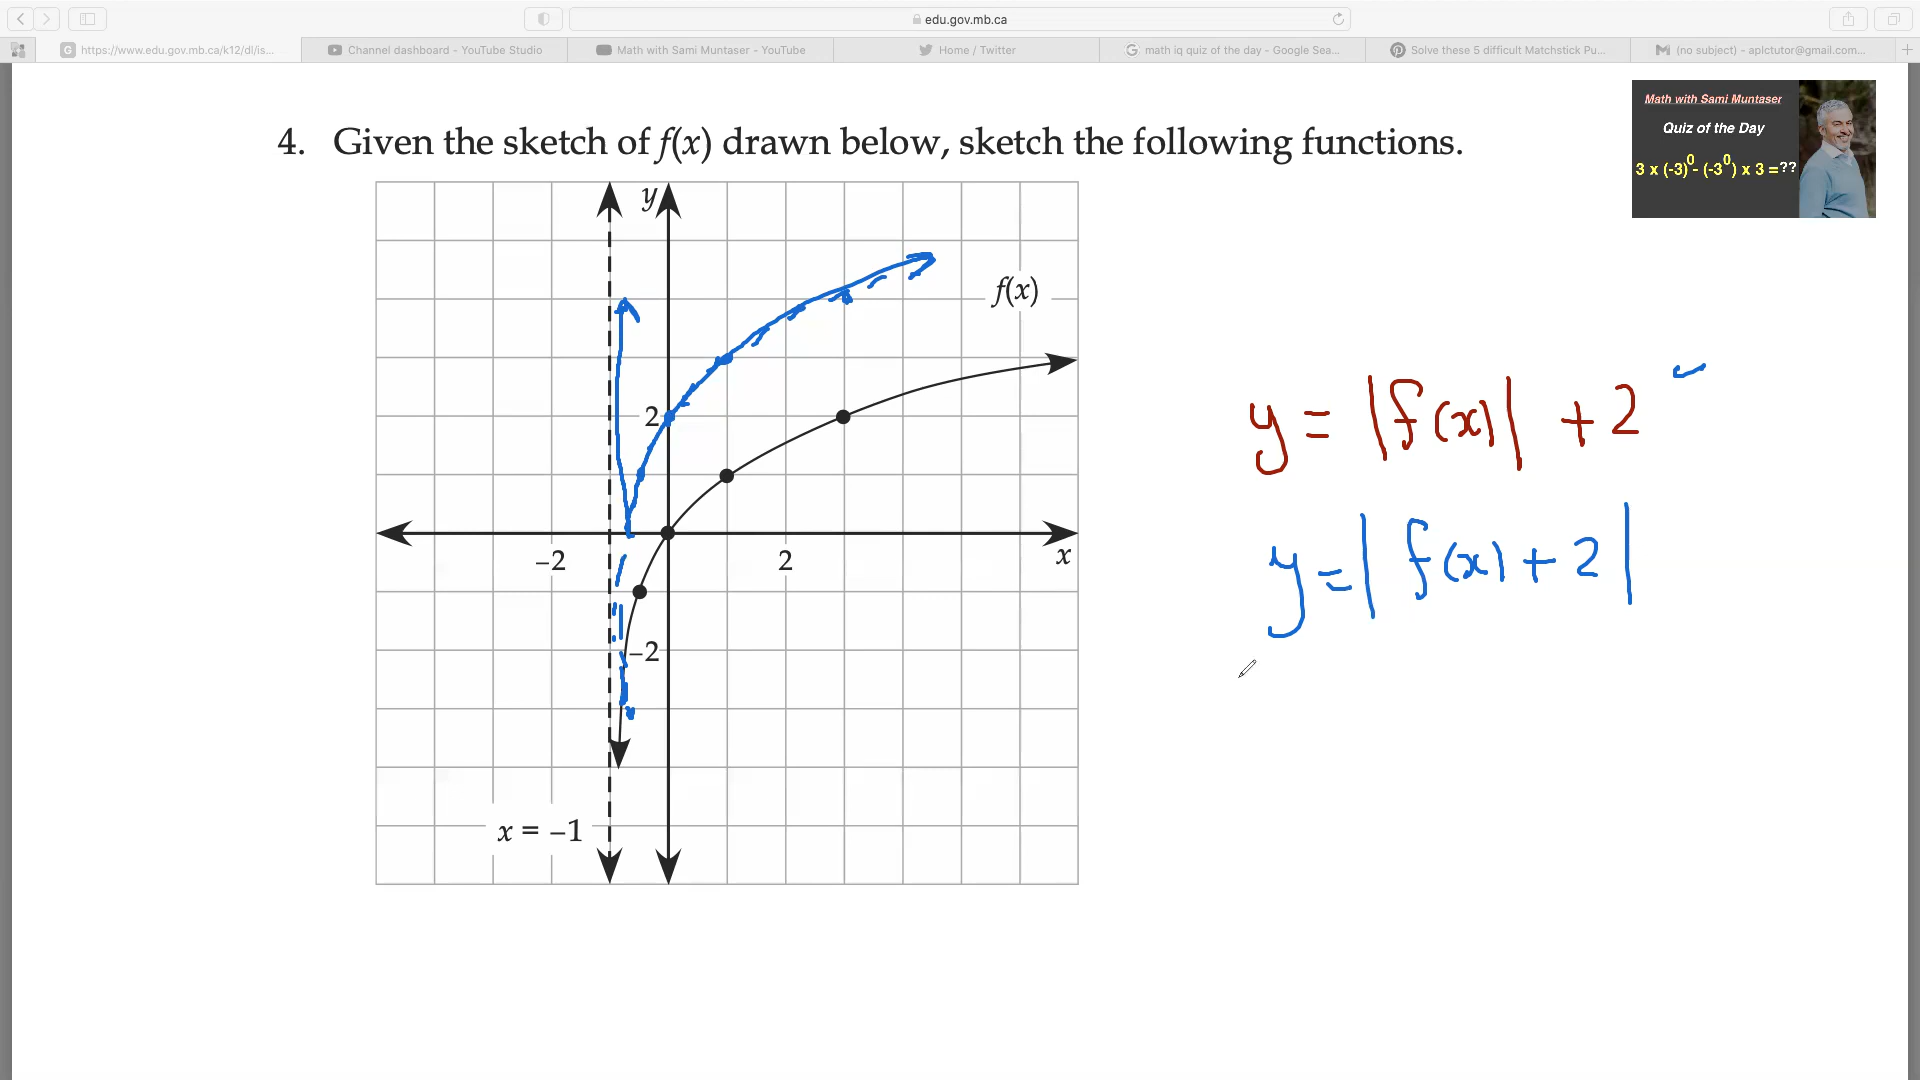 edu.gov.mb.ca
https://www.edu.gov.mb.ca/k12/dl/is...
Channel dashboard - YouTube Studio
Math with Sami Muntaser - YouTube
Home / Twitter
math iq quiz of the day - Google Sea...
Solve these 5 difficult Matchstick Pu...
(no subject) - aplctutor@gmail.com...
Math with Sami Muntaser
Quiz of the Day
3 x (-3)⁰- (-3⁰) x 3 =??
4. Given the sketch of f(x) drawn below, sketch the following functions.
y
f(x)
2
-2
2
x
-2
x = -1
y = |f(x)| + 2
y = | f(x) + 2 |